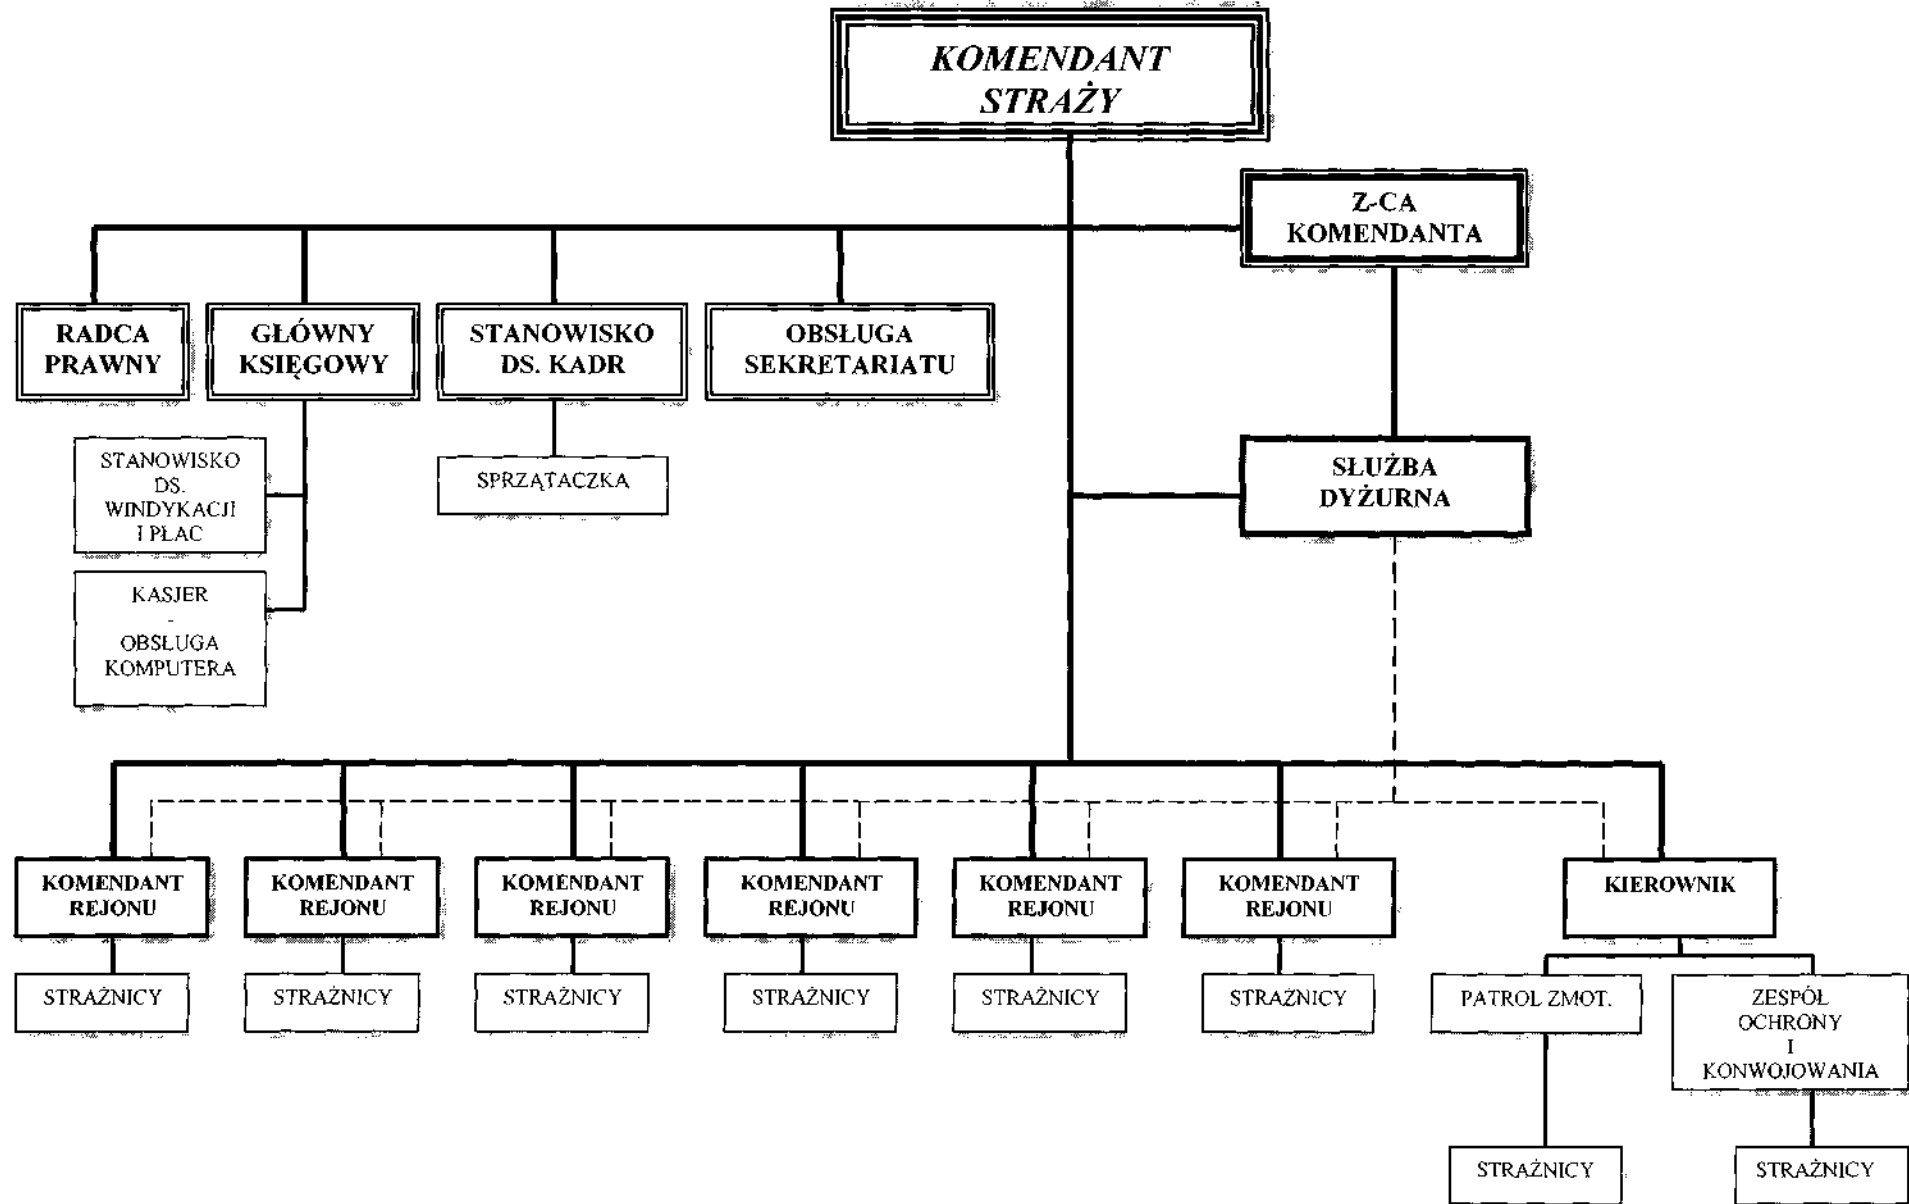 KOMENDANT
STRAŻY
Z-CA
KOMENDANTA
RADCA
PRAWNY
GŁÓWNY
KSIĘGOWY
STANOWISKO
DS. KADR
OBSŁUGA
SEKRETARIATU
STANOWISKO
DS.
WINDYKACJI
I PŁAC
SPRZĄTACZKA
SŁUŻBA
DYŻURNA
KASJER
-
OBSŁUGA
KOMPUTERA
KOMENDANT
REJONU
KOMENDANT
REJONU
KOMENDANT
REJONU
KOMENDANT
REJONU
KOMENDANT
REJONU
KOMENDANT
REJONU
KIEROWNIK
STRAŻNICY
STRAŻNICY
STRAŻNICY
STRAŻNICY
STRAŻNICY
STRAŻNICY
PATROL ZMOT.
ZESPÓŁ
OCHRONY
I
KONWOJOWANIA
STRAŻNICY
STRAŻNICY